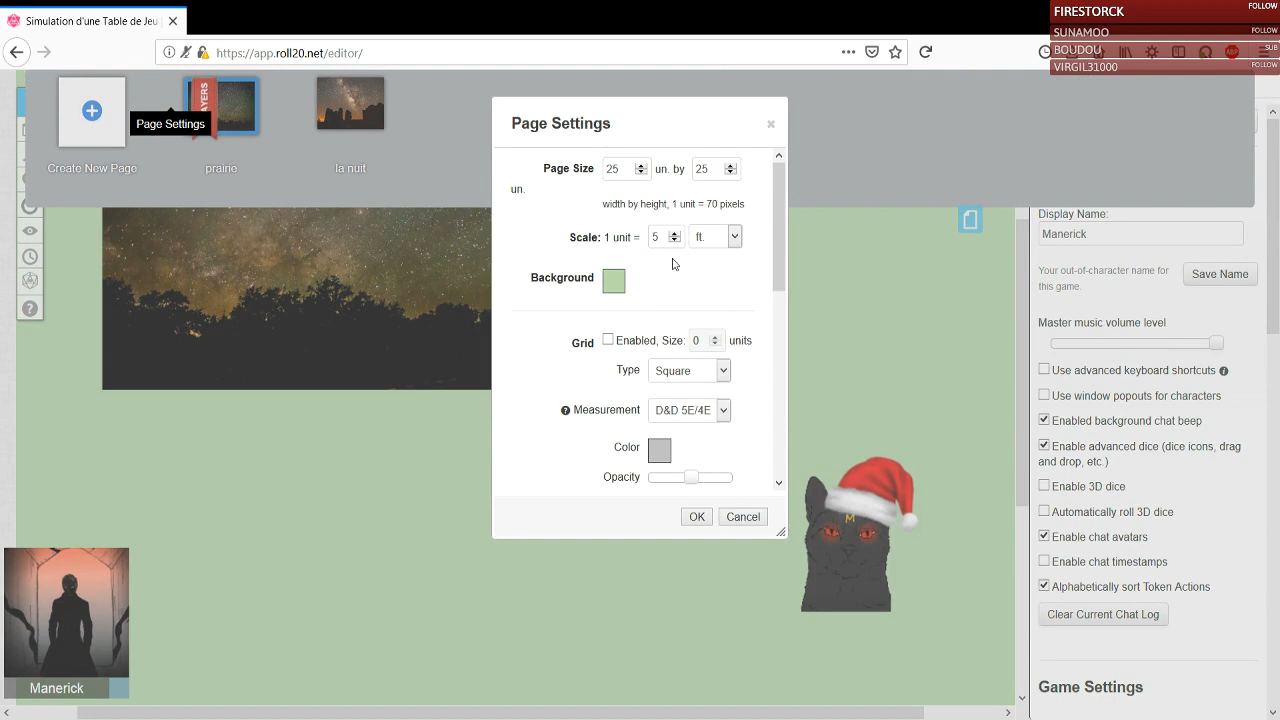 Simulation d'une Table de Jeu
https://app.roll20.net/editor/
FIRESTORCK FOLLOW
SUNAMOO FOLLOW
BOUDOU SUB
VIRGIL31000 FOLLOW
ABP
AYERS
Page Settings
Create New Page
prairie
la nuit
Page Settings
Page Size 25 un. by 25
un.
width by height, 1 unit = 70 pixels
Scale: 1 unit = 5 ft.
Background
Grid Enabled, Size: 0 units
Type Square
Measurement D&D 5E/4E
Color
Opacity
OK Cancel
Display Name:
Manerick
Your out-of-character name for
this game.
Save Name
Master music volume level
Use advanced keyboard shortcuts
Use window popouts for characters
Enabled background chat beep
Enable advanced dice (dice icons, drag
and drop, etc.)
Enable 3D dice
Automatically roll 3D dice
Enable chat avatars
Enable chat timestamps
Alphabetically sort Token Actions
Clear Current Chat Log
Game Settings
M
Manerick